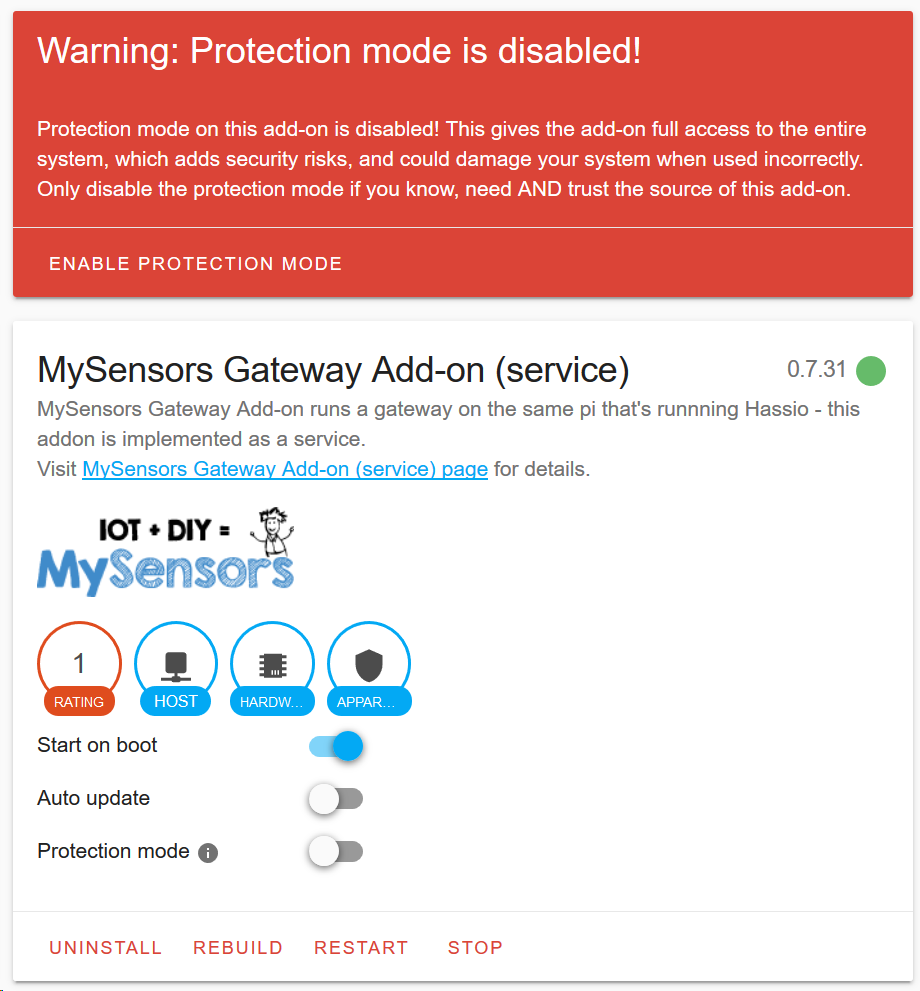 Warning: Protection mode is disabled!
Protection mode on this add-on is disabled! This gives the add-on full access to the entire
system, which adds security risks, and could damage your system when used incorrectly.
Only disable the protection mode if you know, need AND trust the source of this add-on.
ENABLE PROTECTION MODE
MySensors Gateway Add-on (service) 0.7.31
MySensors Gateway Add-on runs a gateway on the same pi that's runnning Hassio - this
addon is implemented as a service.
Visit MySensors Gateway Add-on (service) page for details.
IOT + DIY =
MySensors
1
RATING HOST HARDW... APPAR...
Start on boot
Auto update
Protection mode
UNINSTALL REBUILD RESTART STOP